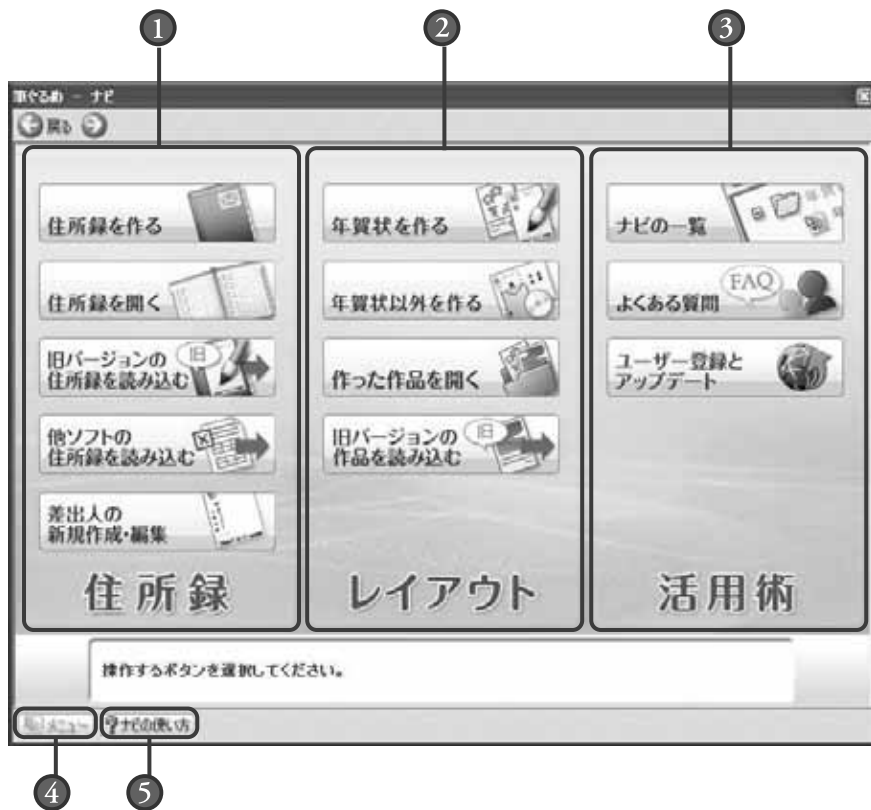 1
2
3
筆ぐるめ － ナビ
戻る
住所録を作る
住所録を開く
旧バージョンの
住所録を読み込む
旧
他ソフトの
住所録を読み込む
差出人の
新規作成・編集
住所録
年賀状を作る
年賀状以外を作る
作った作品を開く
旧バージョンの
作品を読み込む
旧
レイアウト
ナビの一覧
よくある質問
FAQ
ユーザー登録と
アップデート
活用術
操作するボタンを選択してください。
メニュー
?ナビの使い方
4
5